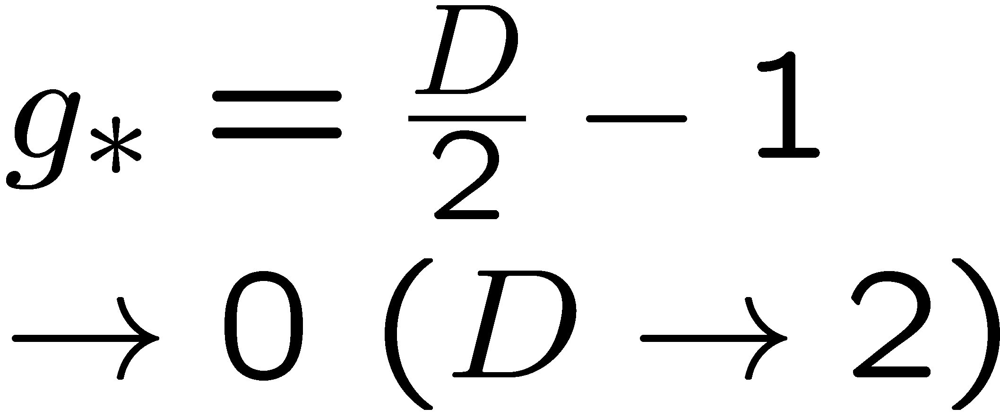 g_* = \frac{D}{2} - 1
\to 0 \ (D \to 2)